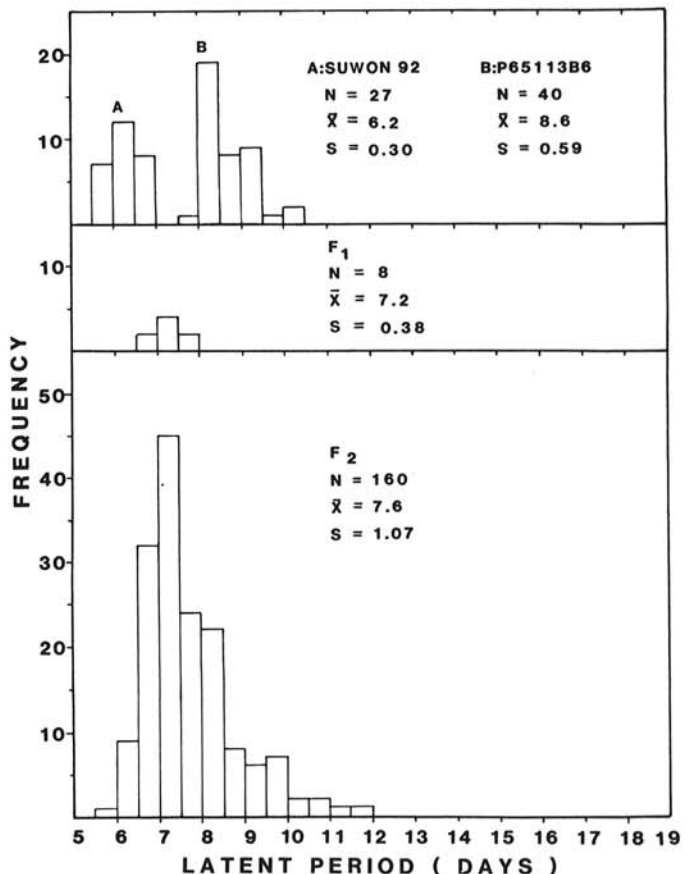 20
10
A
B
A:SUWON 92
N = 27
X̄ = 6.2
S = 0.30
B:P65113B6
N = 40
X̄ = 8.6
S = 0.59
10
F1
N = 8
X̄ = 7.2
S = 0.38
FREQUENCY
50
40
30
20
10
F2
N = 160
X̄ = 7.6
S = 1.07
5 6 7 8 9 10 11 12 13 14 15 16 17 18 19
LATENT PERIOD ( DAYS )